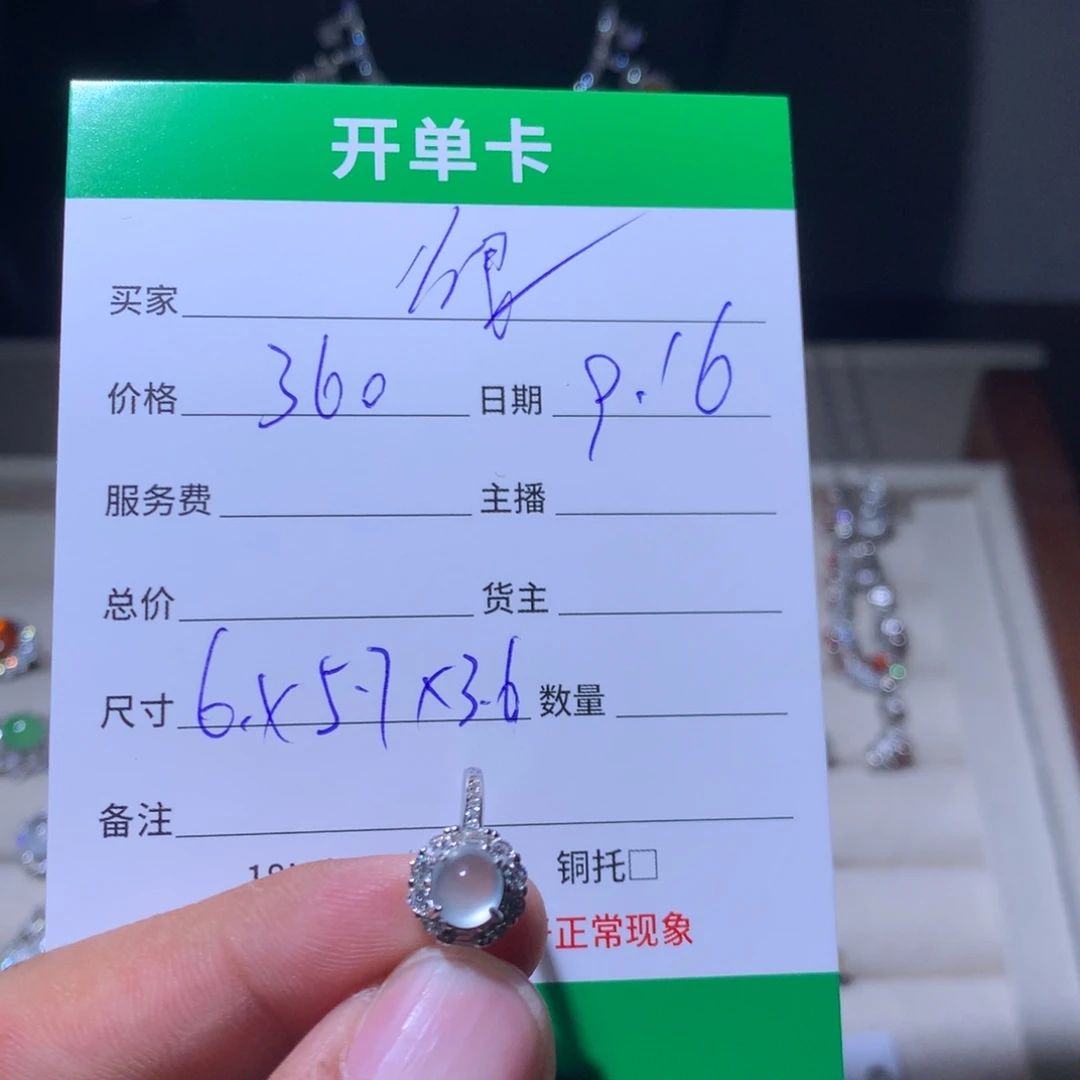 开单卡
买家
价格 360 日期 9.16
服务费 主播
总价 货主
尺寸 6.x5.7x3.6 数量
备注
铜托□
正常现象